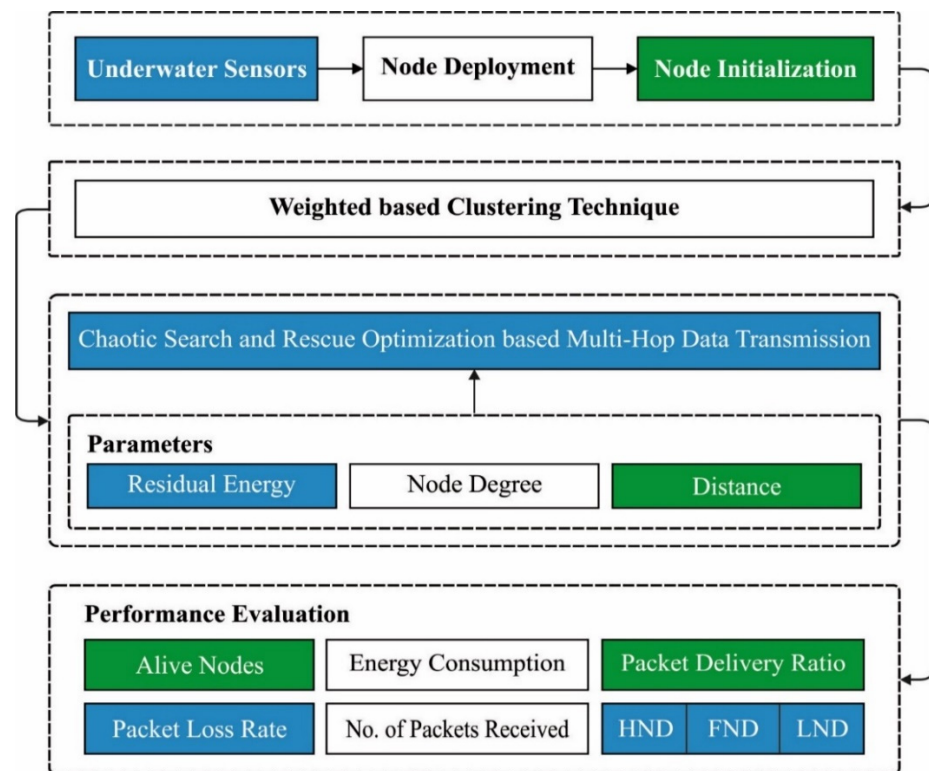 Underwater Sensors
Node Deployment
Node Initialization
Weighted based Clustering Technique
Chaotic Search and Rescue Optimization based Multi-Hop Data Transmission
Parameters
Residual Energy
Node Degree
Distance
Performance Evaluation
Alive Nodes
Energy Consumption
Packet Delivery Ratio
Packet Loss Rate
No. of Packets Received
HND
FND
LND